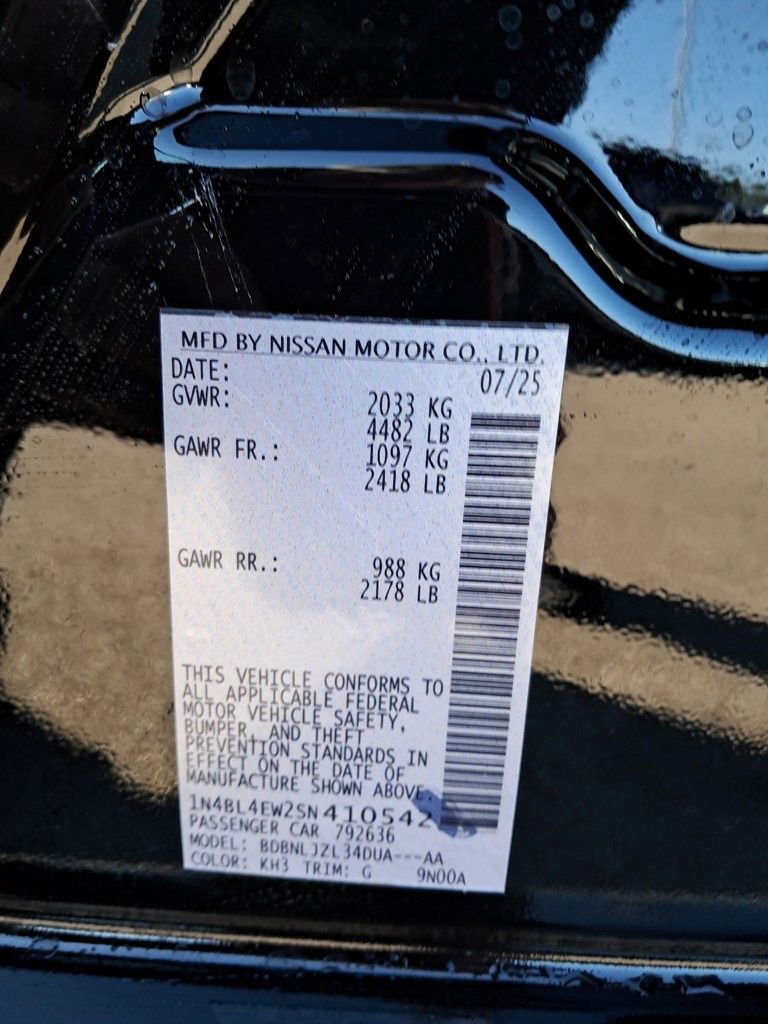 MFD BY NISSAN MOTOR CO., LTD.
DATE: 07/25
GVWR: 2033 KG
4482 LB
GAWR FR.: 1097 KG
2418 LB
GAWR RR.: 988 KG
2178 LB
THIS VEHICLE CONFORMS TO
ALL APPLICABLE FEDERAL
MOTOR VEHICLE SAFETY,
BUMPER, AND THEFT
PREVENTION STANDARDS IN
EFFECT ON THE DATE OF
MANUFACTURE SHOWN ABOVE
1N4BL4EW2SN410542
PASSENGER CAR 792636
MODEL: BDBNLJZL34DUA---AA
COLOR: KH3 TRIM: G 9N00A